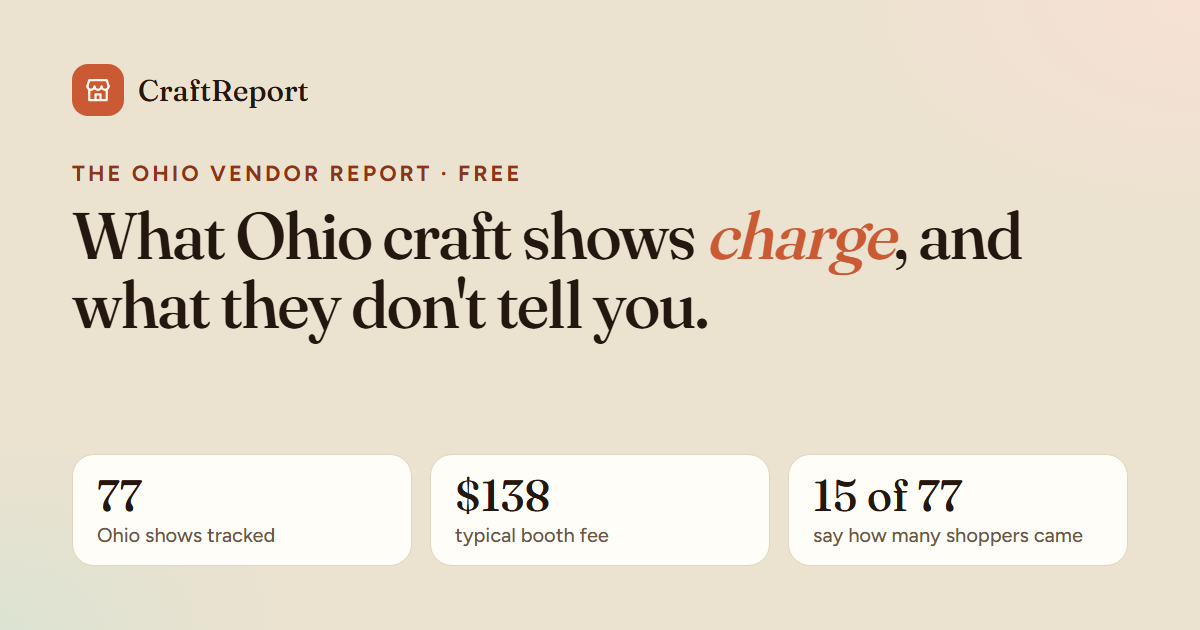 CraftReport
THE OHIO VENDOR REPORT · FREE
What Ohio craft shows charge, and
what they don't tell you.
77
Ohio shows tracked
$138
typical booth fee
15 of 77
say how many shoppers came